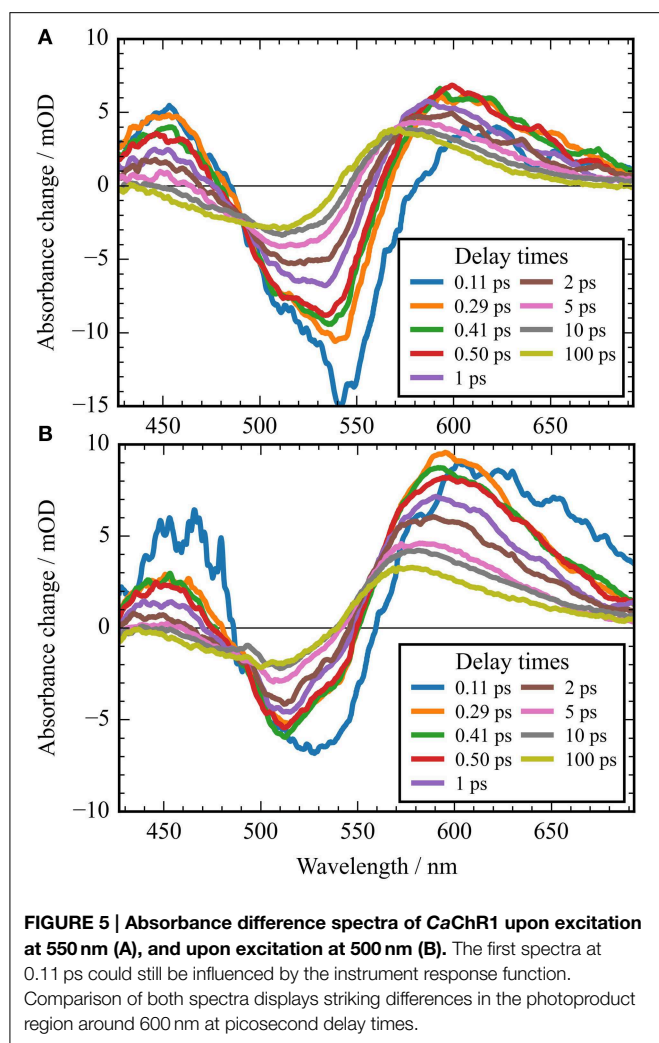 A
10
5
0
−5
−10
−15
Absorbance change / mOD
Delay times
0.11 ps
2 ps
0.29 ps
5 ps
0.41 ps
10 ps
0.50 ps
100 ps
1 ps
450
500
550
600
650
B
10
5
0
−5
−10
Absorbance change / mOD
Delay times
0.11 ps
2 ps
0.29 ps
5 ps
0.41 ps
10 ps
0.50 ps
100 ps
1 ps
450
500
550
600
650
Wavelength / nm
FIGURE 5 | Absorbance difference spectra of CaChR1 upon excitation
at 550 nm (A), and upon excitation at 500 nm (B). The first spectra at
0.11 ps could still be influenced by the instrument response function.
Comparison of both spectra displays striking differences in the photoproduct
region around 600 nm at picosecond delay times.